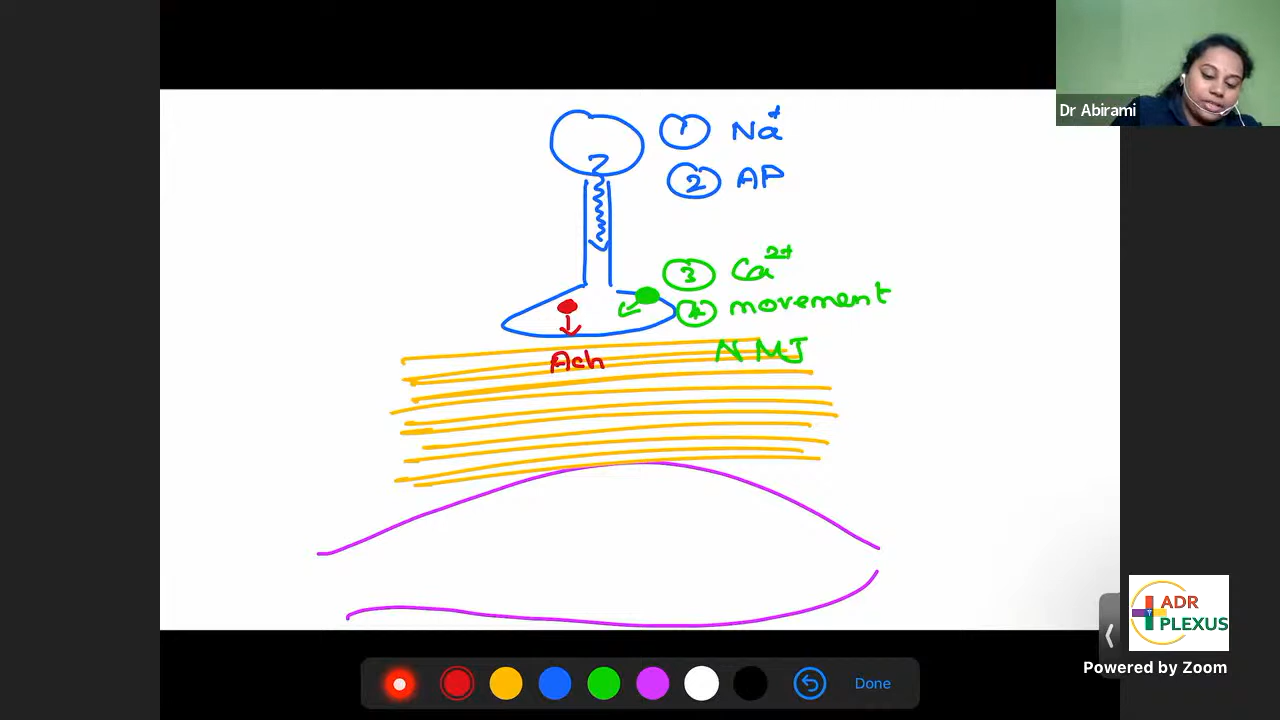 ① Na⁺
② AP
③ Ca²⁺
④ movement
NMJ
Ach
Dr Abirami
ADR
PLEXUS
Powered by Zoom
Done